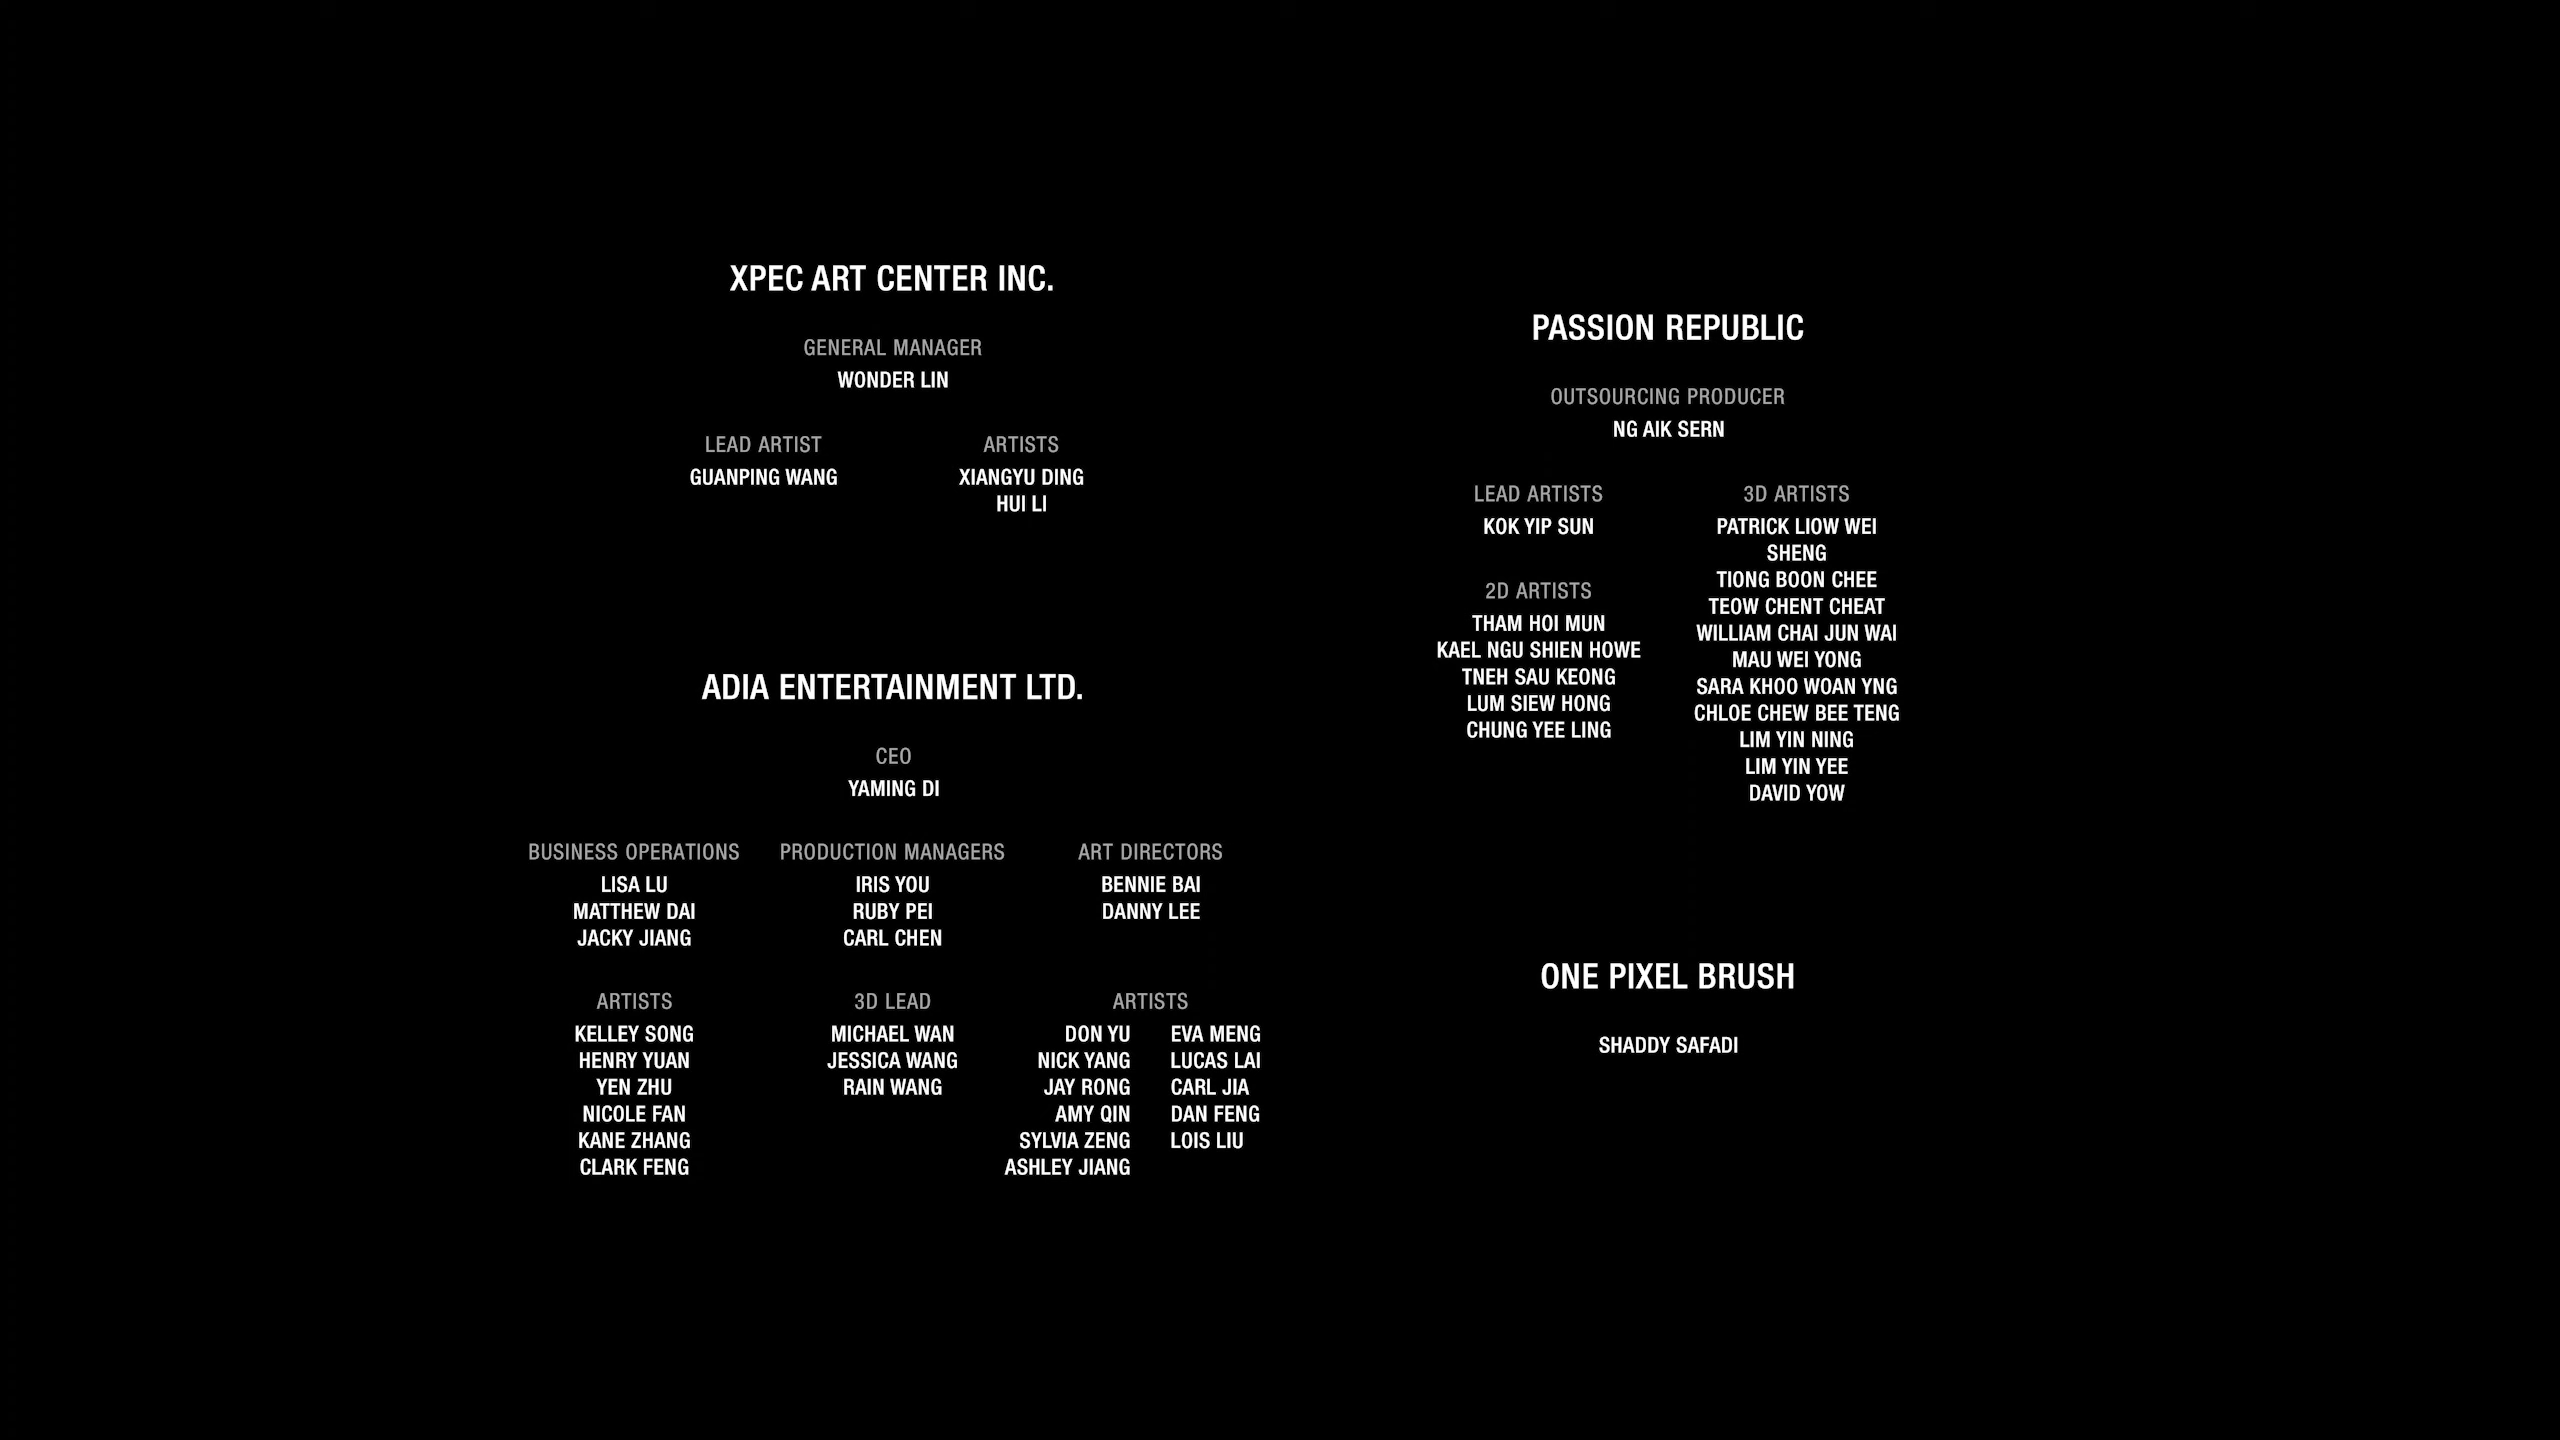 XPEC ART CENTER INC.
GENERAL MANAGER
WONDER LIN
LEAD ARTIST
GUANPING WANG
ARTISTS
XIANGYU DING
HUI LI
ADIA ENTERTAINMENT LTD.
CEO
YAMING DI
BUSINESS OPERATIONS
LISA LU
MATTHEW DAI
JACKY JIANG
PRODUCTION MANAGERS
IRIS YOU
RUBY PEI
CARL CHEN
ART DIRECTORS
BENNIE BAI
DANNY LEE
ARTISTS
KELLEY SONG
HENRY YUAN
YEN ZHU
NICOLE FAN
KANE ZHANG
CLARK FENG
3D LEAD
MICHAEL WAN
JESSICA WANG
RAIN WANG
ARTISTS
DON YU
NICK YANG
JAY RONG
AMY QIN
SYLVIA ZENG
ASHLEY JIANG
EVA MENG
LUCAS LAI
CARL JIA
DAN FENG
LOIS LIU
PASSION REPUBLIC
OUTSOURCING PRODUCER
NG AIK SERN
LEAD ARTISTS
KOK YIP SUN
2D ARTISTS
THAM HOI MUN
KAEL NGU SHIEN HOWE
TNEH SAU KEONG
LUM SIEW HONG
CHUNG YEE LING
3D ARTISTS
PATRICK LIOW WEI
SHENG
TIONG BOON CHEE
TEOW CHENT CHEAT
WILLIAM CHAI JUN WAI
MAU WEI YONG
SARA KHOO WOAN YNG
CHLOE CHEW BEE TENG
LIM YIN NING
LIM YIN YEE
DAVID YOW
ONE PIXEL BRUSH
SHADDY SAFADI